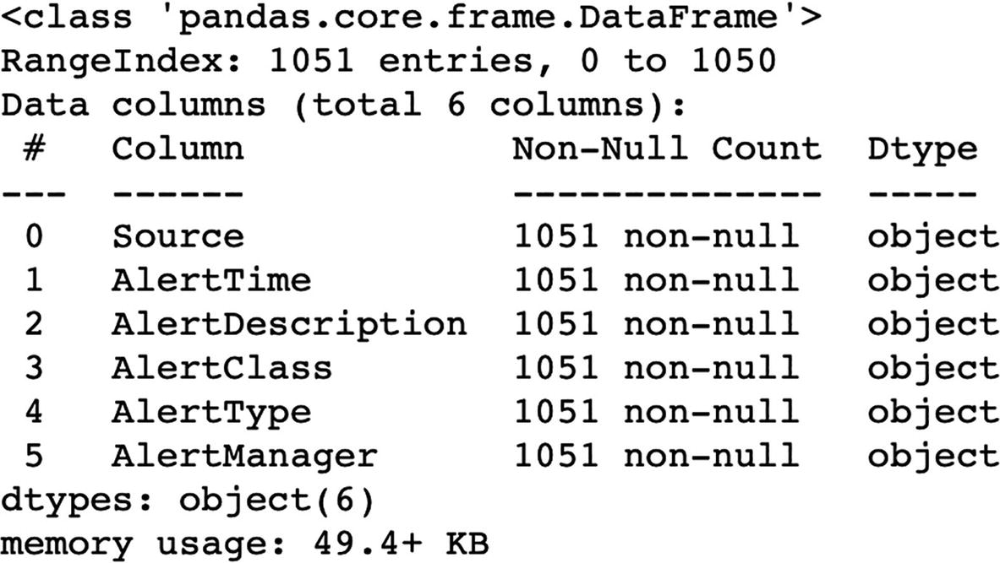 <class 'pandas.core.frame.DataFrame'>
RangeIndex: 1051 entries, 0 to 1050
Data columns (total 6 columns):
 #   Column            Non-Null Count  Dtype
---  ------            --------------  -----
 0   Source            1051 non-null   object
 1   AlertTime         1051 non-null   object
 2   AlertDescription  1051 non-null   object
 3   AlertClass        1051 non-null   object
 4   AlertType         1051 non-null   object
 5   AlertManager      1051 non-null   object
dtypes: object(6)
memory usage: 49.4+ KB